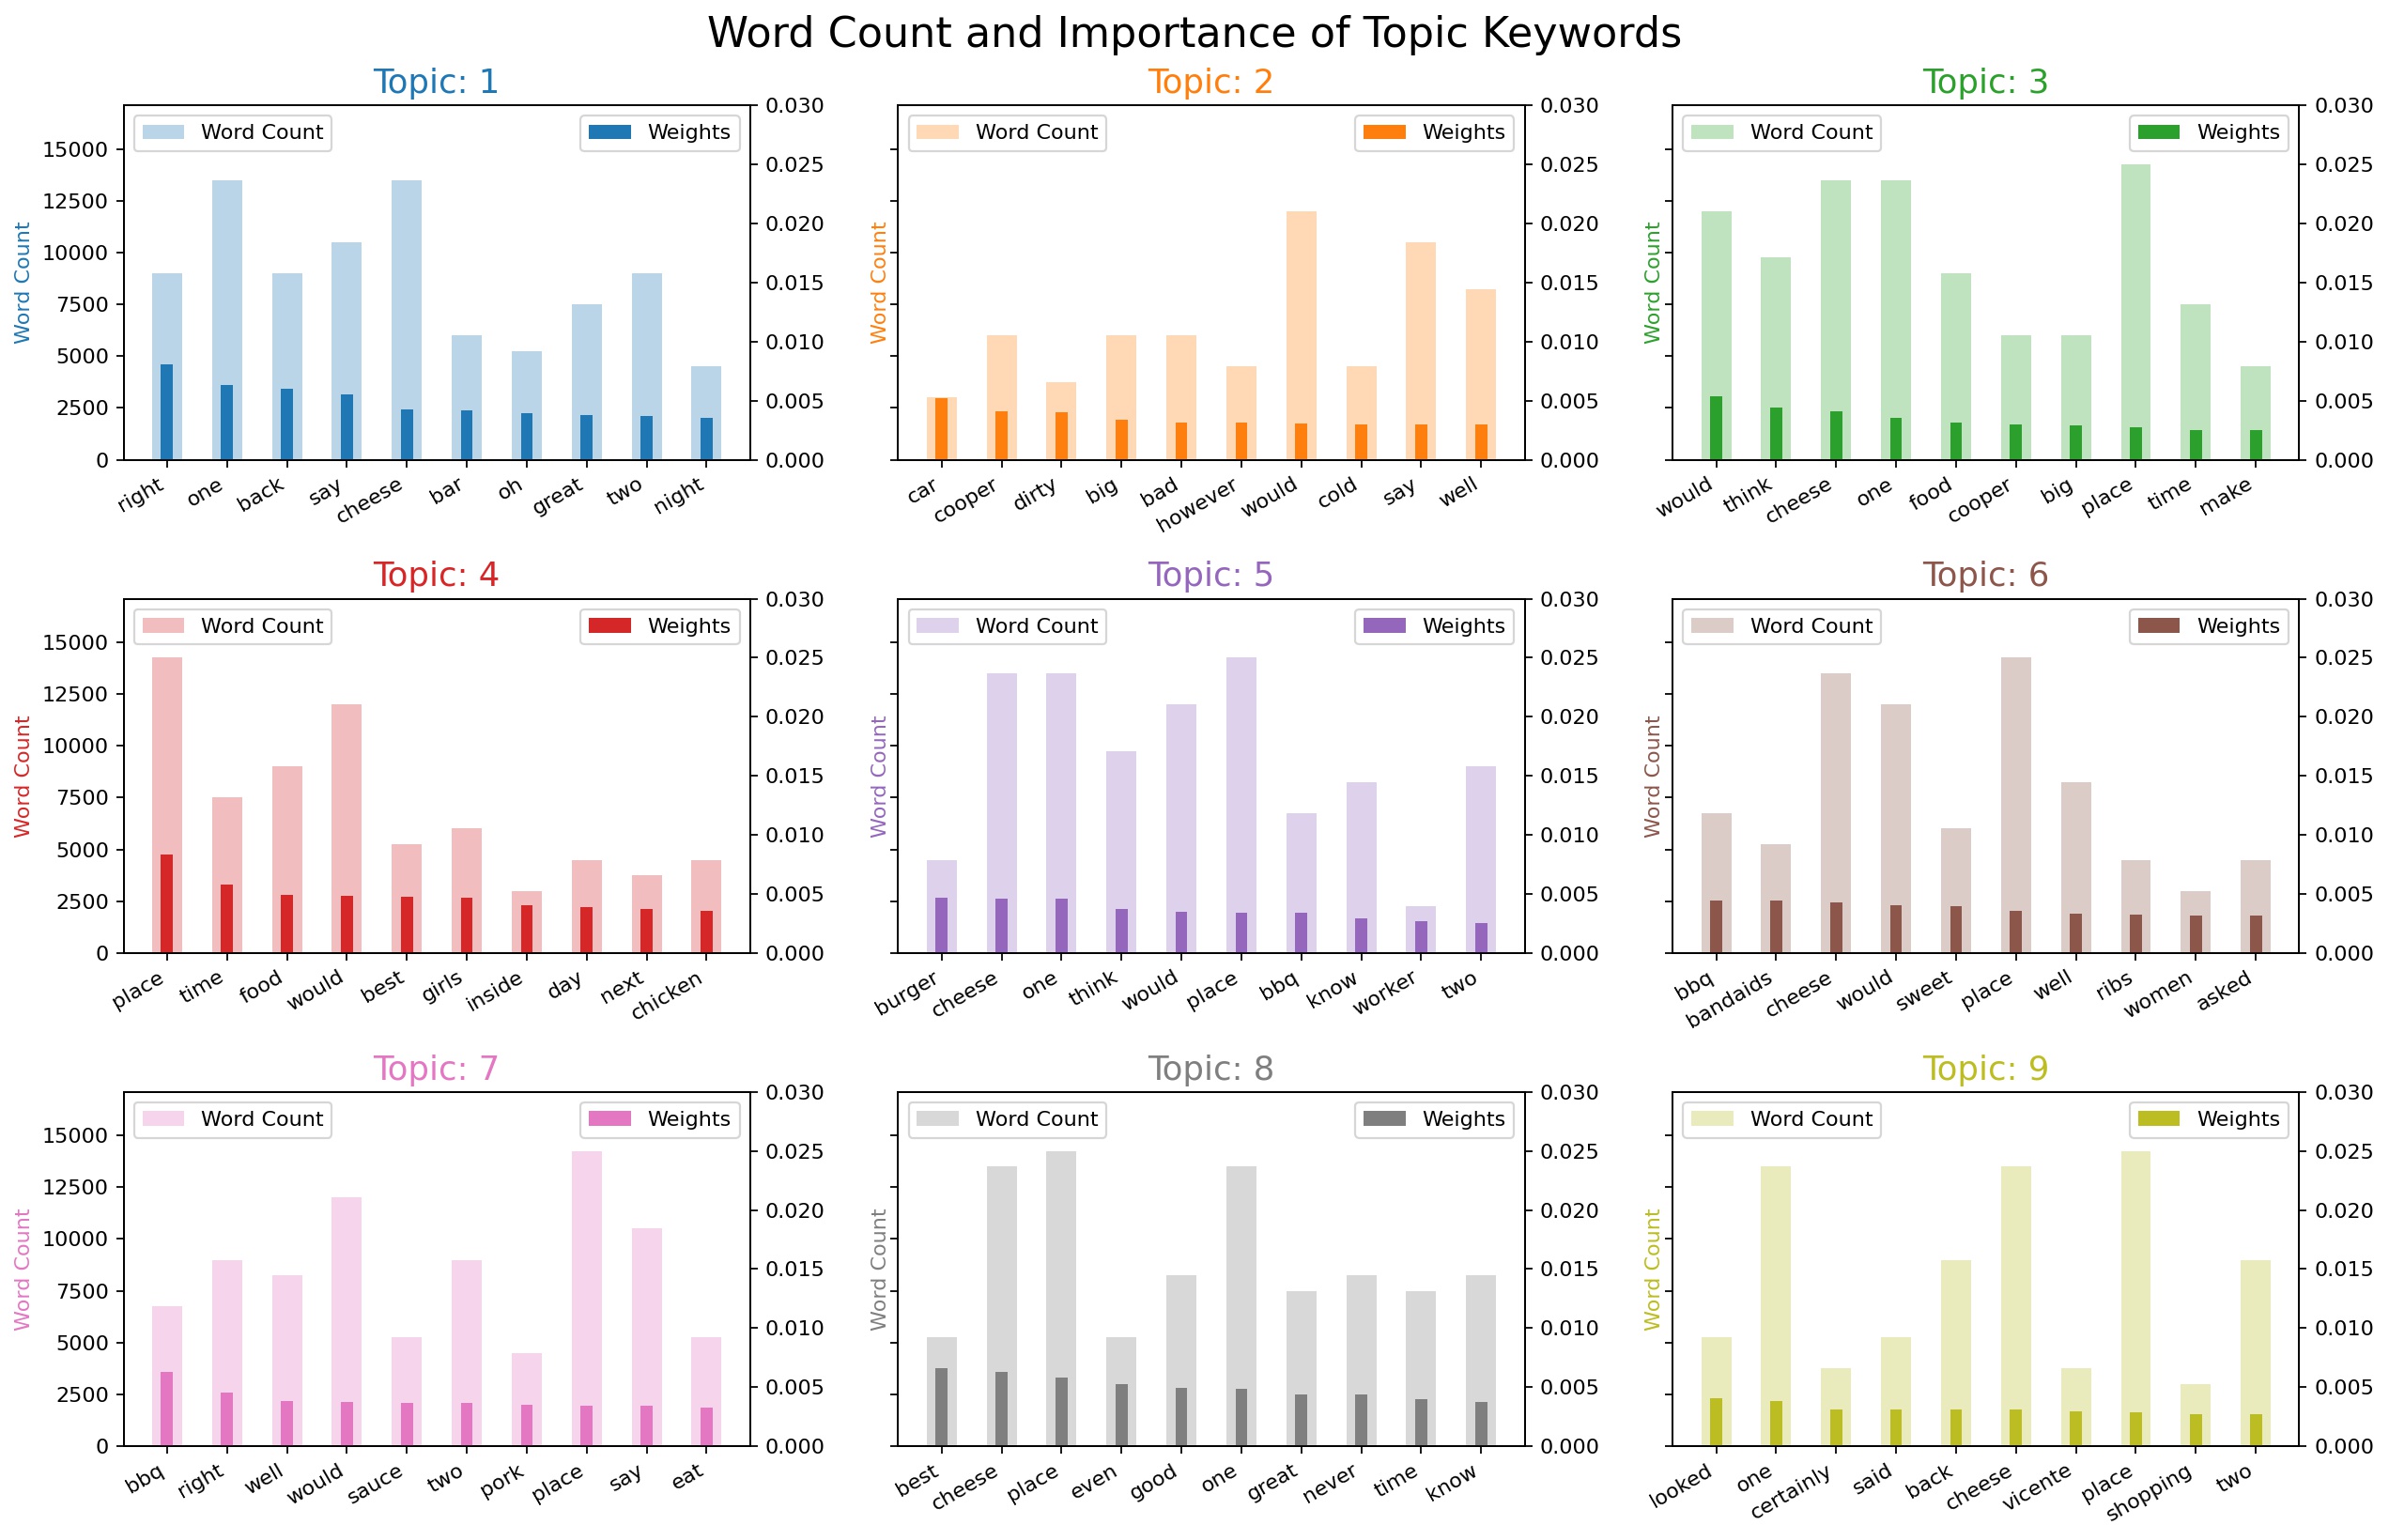 Word Count and Importance of Topic Keywords
Topic: 1
Word Count
Weights
Word Count
15000
12500
10000
7500
5000
2500
0
0.030
0.025
0.020
0.015
0.010
0.005
0.000
right one back say cheese bar oh great two night
Topic: 2
Word Count
Weights
Word Count
0.030
0.025
0.020
0.015
0.010
0.005
0.000
car cooper dirty big bad however would cold say well
Topic: 3
Word Count
Weights
Word Count
0.030
0.025
0.020
0.015
0.010
0.005
0.000
would think cheese one food cooper big place time make
Topic: 4
Word Count
Weights
Word Count
15000
12500
10000
7500
5000
2500
0
0.030
0.025
0.020
0.015
0.010
0.005
0.000
place time food would best girls inside day next chicken
Topic: 5
Word Count
Weights
Word Count
0.030
0.025
0.020
0.015
0.010
0.005
0.000
burger cheese one think would place bbq know worker two
Topic: 6
Word Count
Weights
Word Count
0.030
0.025
0.020
0.015
0.010
0.005
0.000
bbq bandaids cheese would sweet place well ribs women asked
Topic: 7
Word Count
Weights
Word Count
15000
12500
10000
7500
5000
2500
0
0.030
0.025
0.020
0.015
0.010
0.005
0.000
bbq right well would sauce two pork place say eat
Topic: 8
Word Count
Weights
Word Count
0.030
0.025
0.020
0.015
0.010
0.005
0.000
best cheese place even good one great never time know
Topic: 9
Word Count
Weights
Word Count
0.030
0.025
0.020
0.015
0.010
0.005
0.000
looked one certainly said back cheese vicente place shopping two